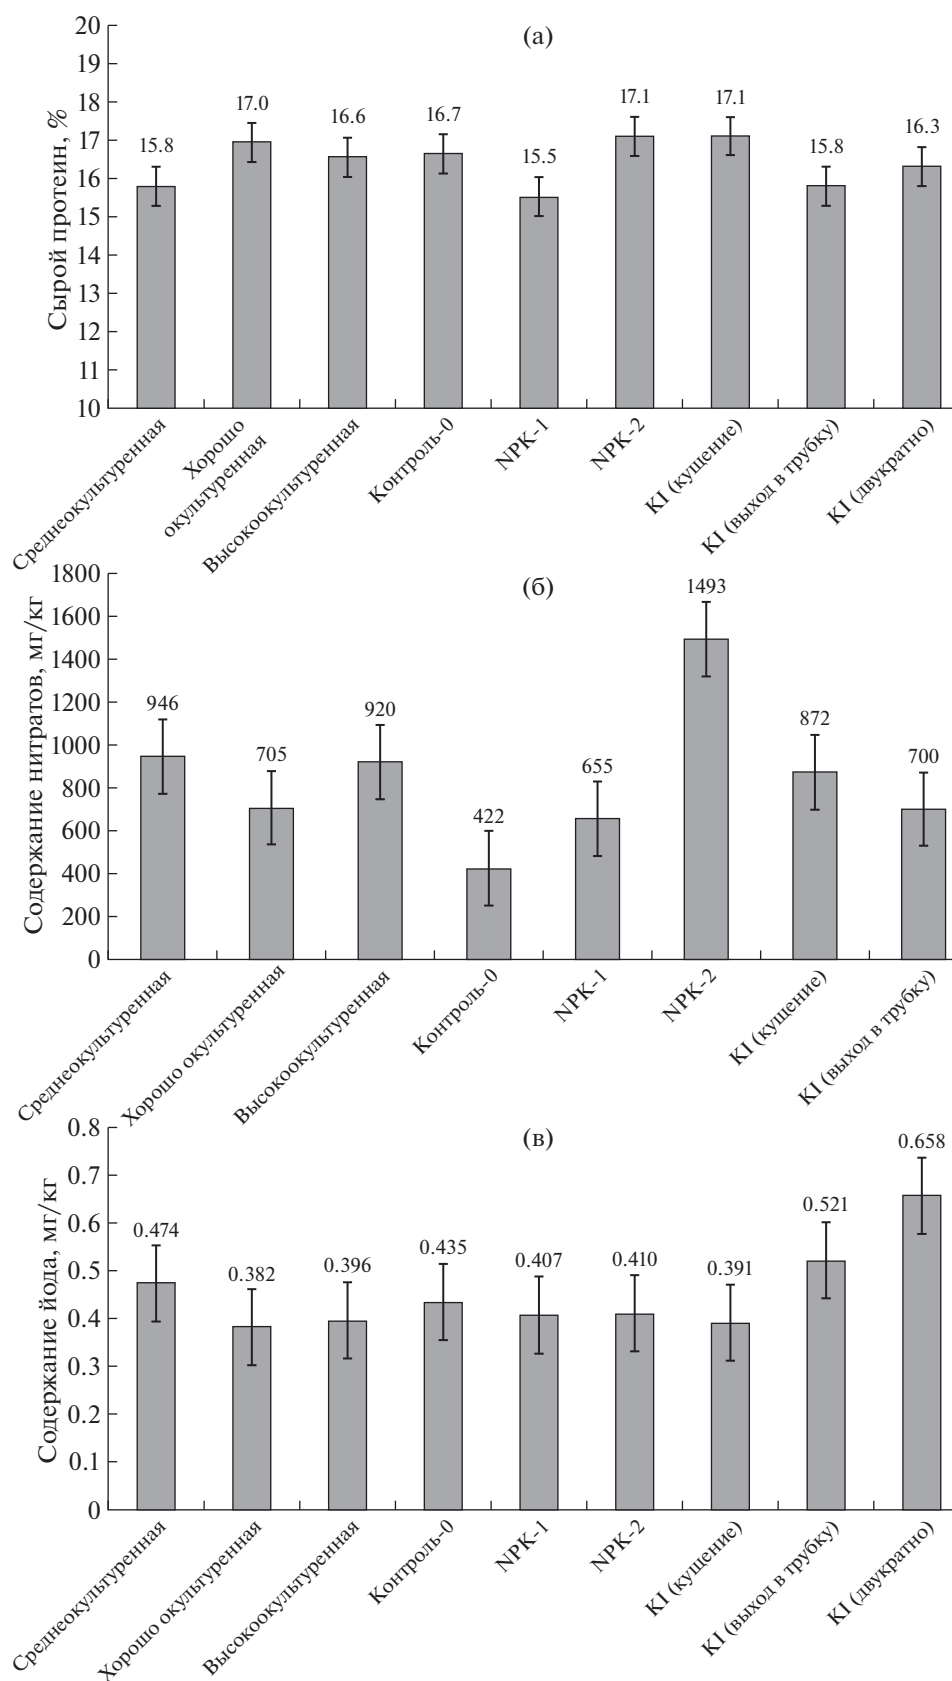 (а)
Сырой протеин, %
20
19
18
17
16
15
14
13
12
11
10
15.8
17.0
16.6
16.7
15.5
17.1
17.1
15.8
16.3
Среднеокультуренная
Хорошо
окультуренная
Высокоокультуренная
Контроль-0
NPK-1
NPK-2
KI (кущение)
KI (выход в трубку)
KI (двукратно)
(б)
Содержание нитратов, мг/кг
1800
1600
1400
1200
1000
800
600
400
200
0
946
705
920
422
655
1493
872
700
Среднеокультуренная
Хорошо окультуренная
Высокоокультуренная
Контроль-0
NPK-1
NPK-2
KI (кущение)
KI (выход в трубку)
(в)
Содержание йода, мг/кг
0.8
0.7
0.6
0.5
0.4
0.3
0.2
0.1
0
0.474
0.382
0.396
0.435
0.407
0.410
0.391
0.521
0.658
Среднеокультуренная
Хорошо окультуренная
Высокоокультуренная
Контроль-0
NPK-1
NPK-2
KI (кущение)
KI (выход в трубку)
KI (двукратно)